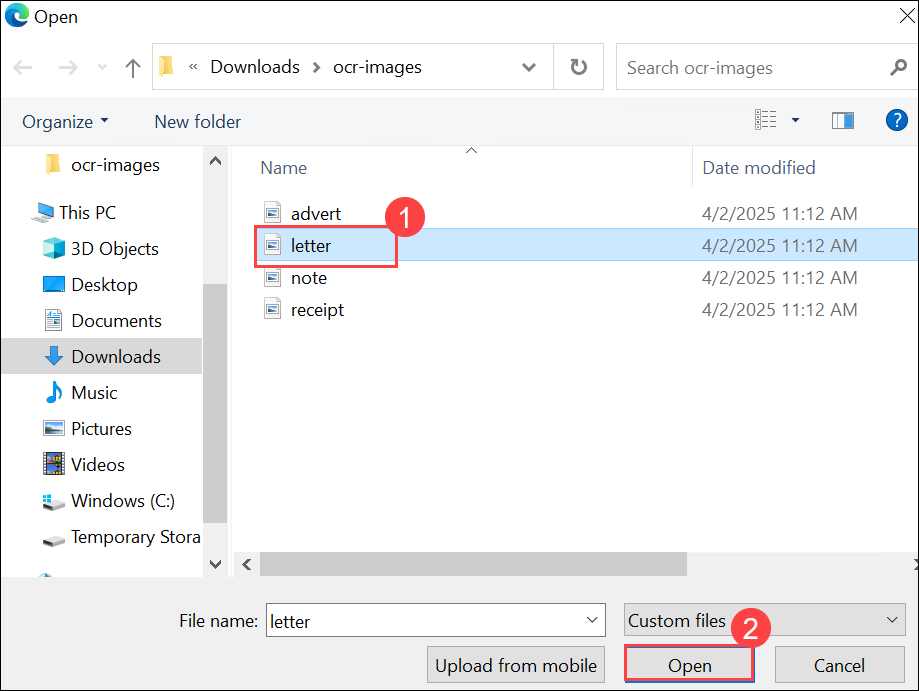 Open
« Downloads > ocr-images
Search ocr-images
Organize New folder
?
Name Date modified
ocr-images
This PC
3D Objects
Desktop
Documents
Downloads
Music
Pictures
Videos
Windows (C:)
Temporary Stora
advert 4/2/2025 11:12 AM
1
letter 4/2/2025 11:12 AM
note 4/2/2025 11:12 AM
receipt 4/2/2025 11:12 AM
File name: letter Custom files
2
Upload from mobile Open Cancel